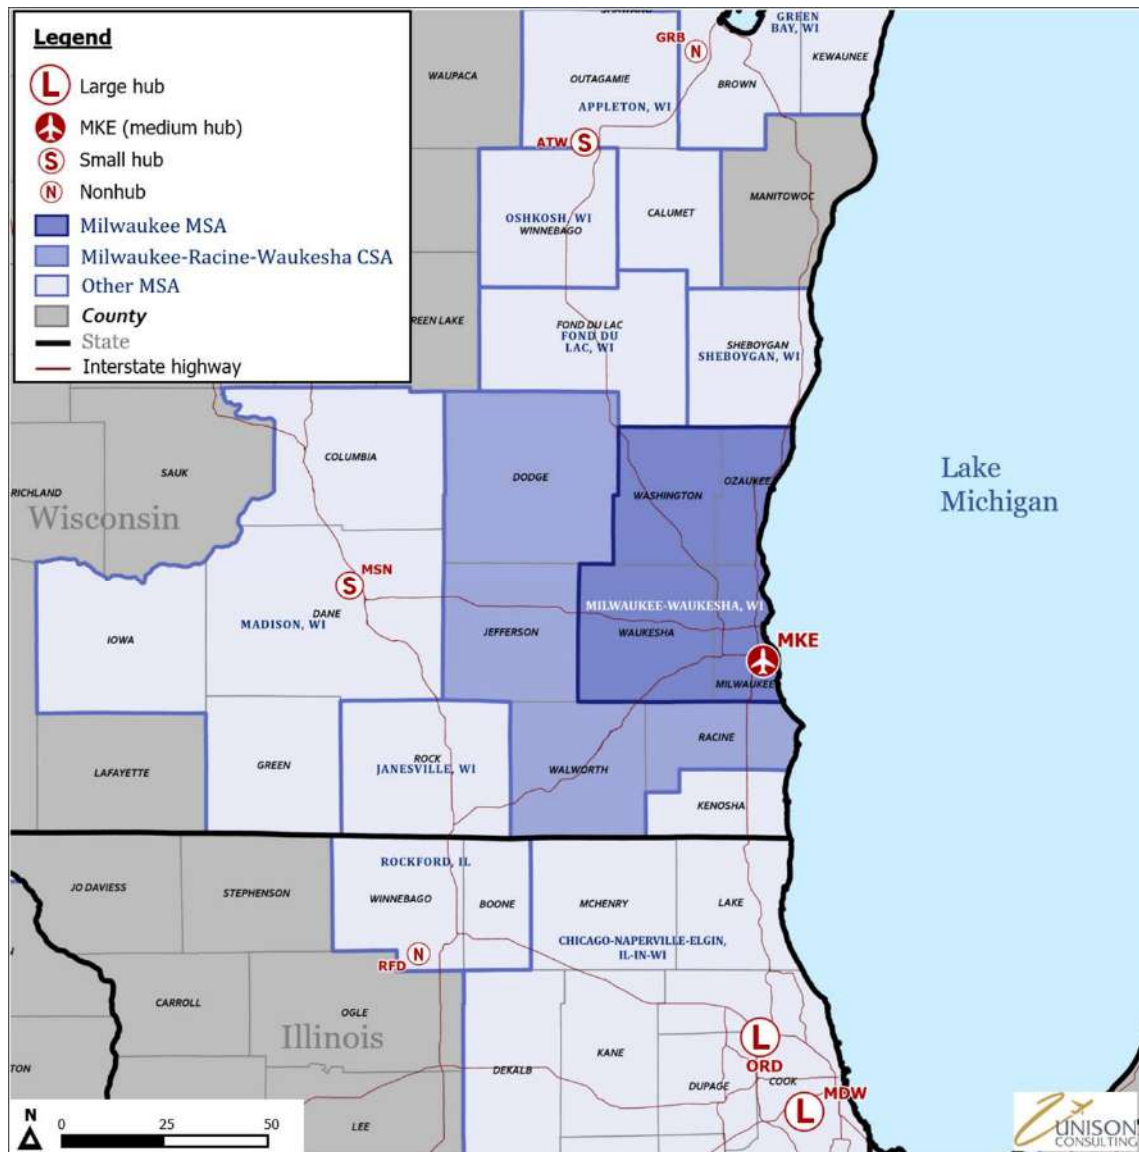 Legend
L Large hub
MKE (medium hub)
S Small hub
N Nonhub
Milwaukee MSA
Milwaukee-Racine-Waukesha CSA
Other MSA
County
State
Interstate highway
GREEN
BAY, WI
GRB N
KEWAUNEE
WAUPACA
OUTAGAMIE
BROWN
APPLETON, WI
ATW S
MANITOWOC
CALUMET
OSHKOSH, WI
WINNEBAGO
REEN LAKE
FOND DU LAC
FOND DU
LAC, WI
SHEBOYGAN
SHEBOYGAN, WI
COLUMBIA
SAUK
DODGE
OZAUKEE
WASHINGTON
RICHLAND
Wisconsin
Lake
Michigan
MSN
S
DANE
MADISON, WI
IOWA
JEFFERSON
MILWAUKEE-WAUKESHA, WI
WAUKESHA
MKE
MILWAUKEE
RACINE
LAFAYETTE
GREEN
ROCK
JANESVILLE, WI
WALWORTH
KENOSHA
ROCKFORD, IL
JO DAVIESS
STEPHENSON
WINNEBAGO
BOONE
MCHENRY
LAKE
CHICAGO-NAPERVILLE-ELGIN,
IL-IN-WI
RFD N
CARROLL
OGLE
Illinois
L
ORD
KANE
DEKALB
DUPAGE
COOK
MDW
L
TON
LEE
N
0 25 50
UNISON
CONSULTING